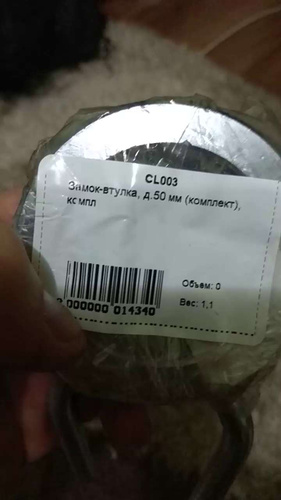 CL003
Замок-втулка, д.50 мм (комплект),
компл
Объем: 0
Вес: 1,1
000000 014340